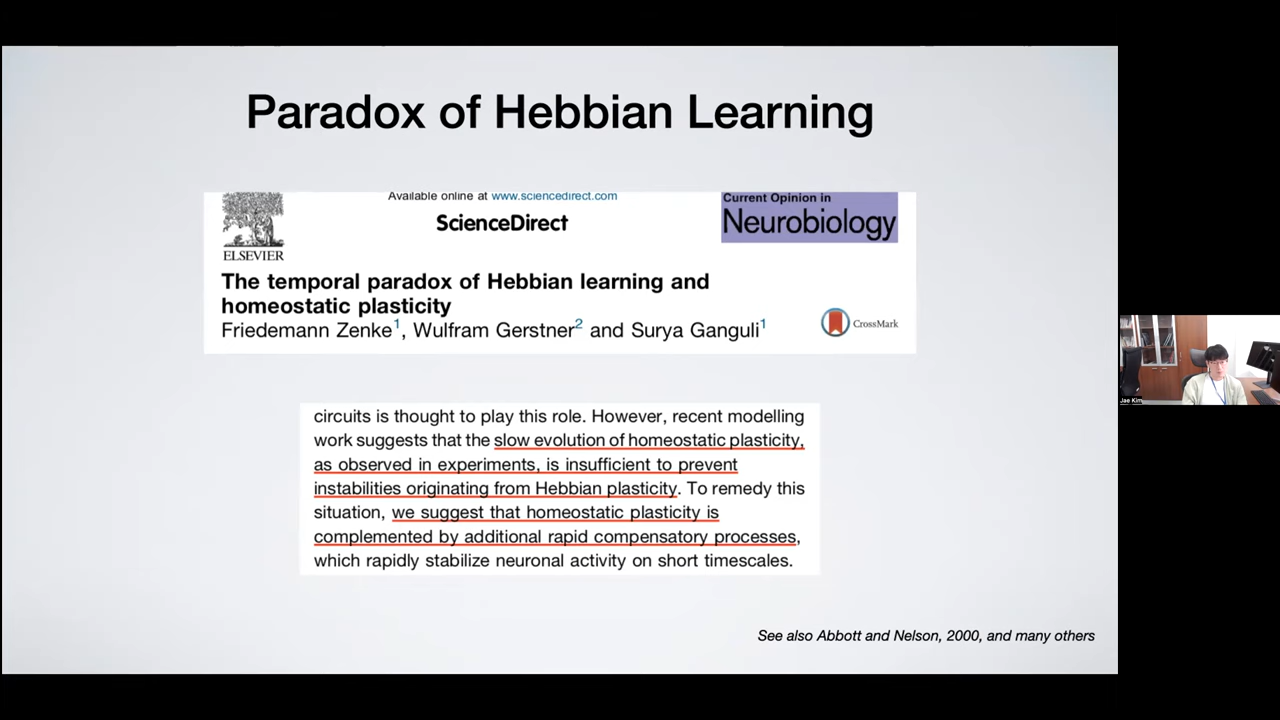 Paradox of Hebbian Learning
Available online at www.sciencedirect.com
ScienceDirect
Current Opinion in
Neurobiology
ELSEVIER
The temporal paradox of Hebbian learning and
homeostatic plasticity
Friedemann Zenke1, Wulfram Gerstner2 and Surya Ganguli1
CrossMark
circuits is thought to play this role. However, recent modelling
work suggests that the slow evolution of homeostatic plasticity,
as observed in experiments, is insufficient to prevent
instabilities originating from Hebbian plasticity. To remedy this
situation, we suggest that homeostatic plasticity is
complemented by additional rapid compensatory processes,
which rapidly stabilize neuronal activity on short timescales.
See also Abbott and Nelson, 2000, and many others
Jae Kim